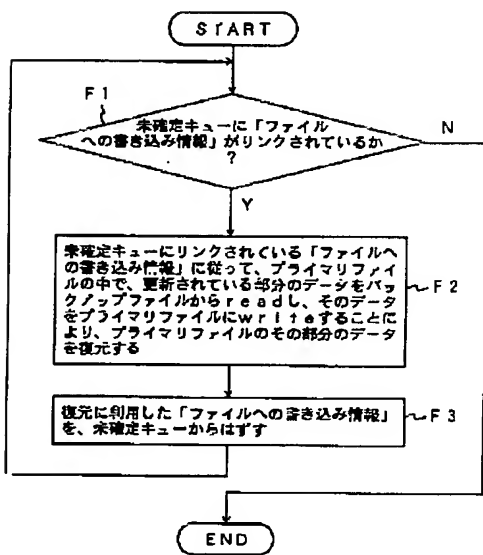 START
F1
未確定キューに「ファイル
への書き込み情報」がリンクされているか
?
N
Y
未確定キューにリンクされている「ファイルへ
の書き込み情報」に従って、プライマリファイ
ルの中で、更新されている部分のデータをバッ
クアップファイルからreadし、そのデータ
をプライマリファイルにwriteすることに
より、プライマリファイルのその部分のデータ
を復元する
F2
復元に利用した「ファイルへの書き込み情報」
を、未確定キューからはずす
F3
END